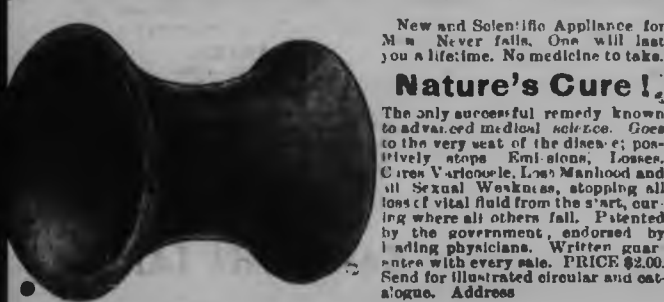 New and Scientific Appliance for
Men Never fails. One will last
you a lifetime. No medicine to take.
Nature's Cure!
The only successful remedy known
to advanced medical science. Goes
to the very seat of the disease; pos-
itively stops Emissions, Losses,
Cures Varicocele, Lost Manhood and
all Sexual Weakness, stopping all
loss of vital fluid from the start, cur-
ing where all others fail. Patented
by the government, endorsed by
leading physicians. Written guar-
antee with every sale. PRICE $2.00.
Send for illustrated circular and cat-
alogue. Address